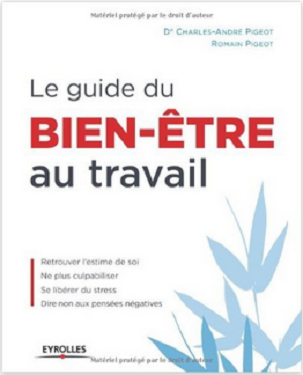 Matériel protégé par le droit d'auteur
Dr CHARLES-ANDRÉ PIGEOT
ROMAIN PIGEOT
Le guide du
BIEN-ÊTRE
au travail
Retrouver l'estime de soi
Ne plus culpabiliser
Se libérer du stress
Dire non aux pensées négatives
EYROLLES
Matériel protégé par le droit d'auteur